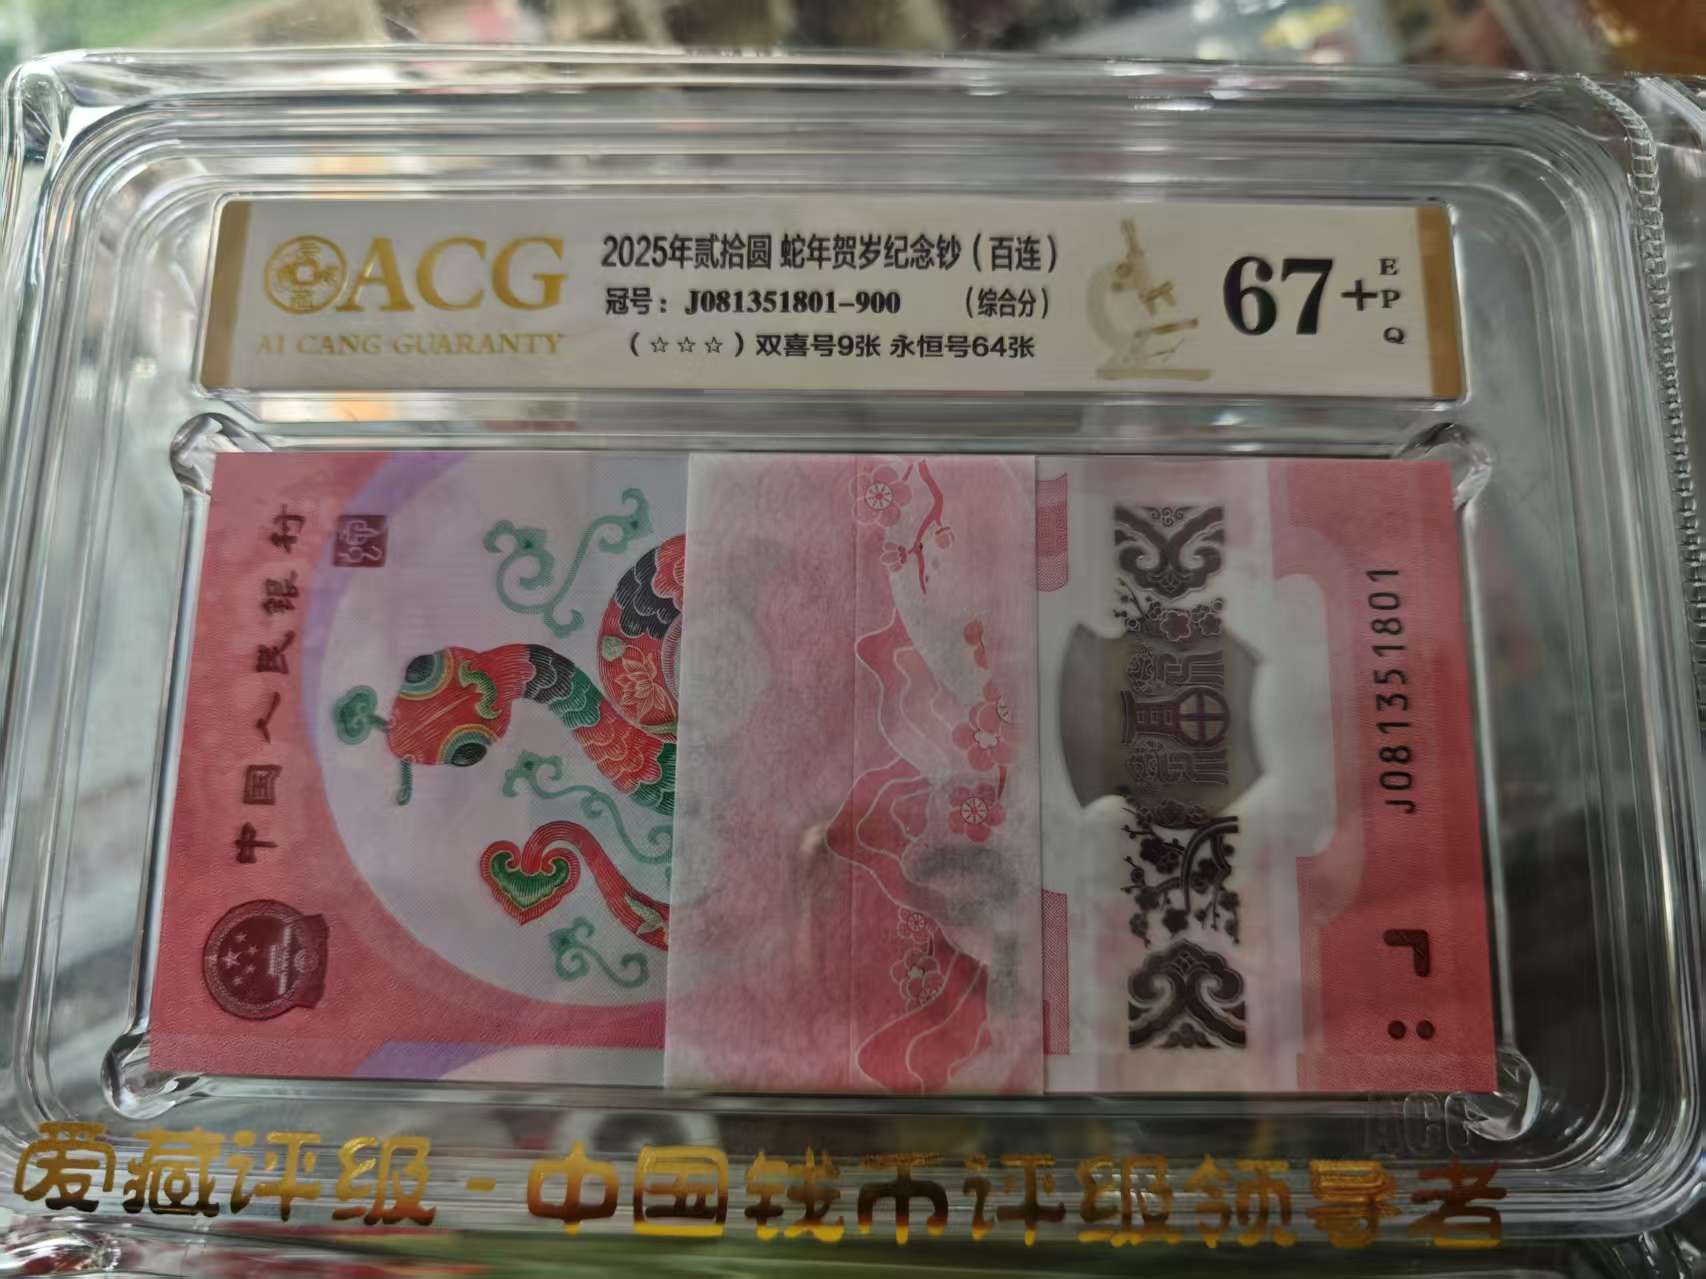 ACG
AI CANG GUARANTY
2025年贰拾圆 蛇年贺岁纪念钞（百连）
冠号：J081351801-900 （综合分）
（☆☆☆）双喜号9张 永恒号64张
67+
EPQ
中国人民银行
J081351801
ACG
爱藏评级-中国钱币评级领导者